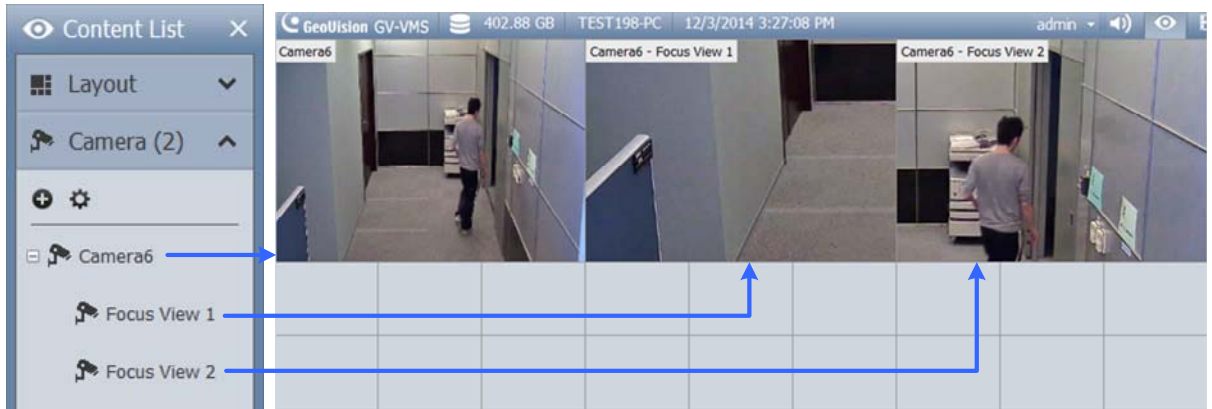 Content List
Layout
Camera (2)
Camera6
Focus View 1
Focus View 2
GeoVision GV-VMS 402.88 GB TEST198-PC 12/3/2014 3:27:08 PM admin
Camera6
Camera6 - Focus View 1
Camera6 - Focus View 2